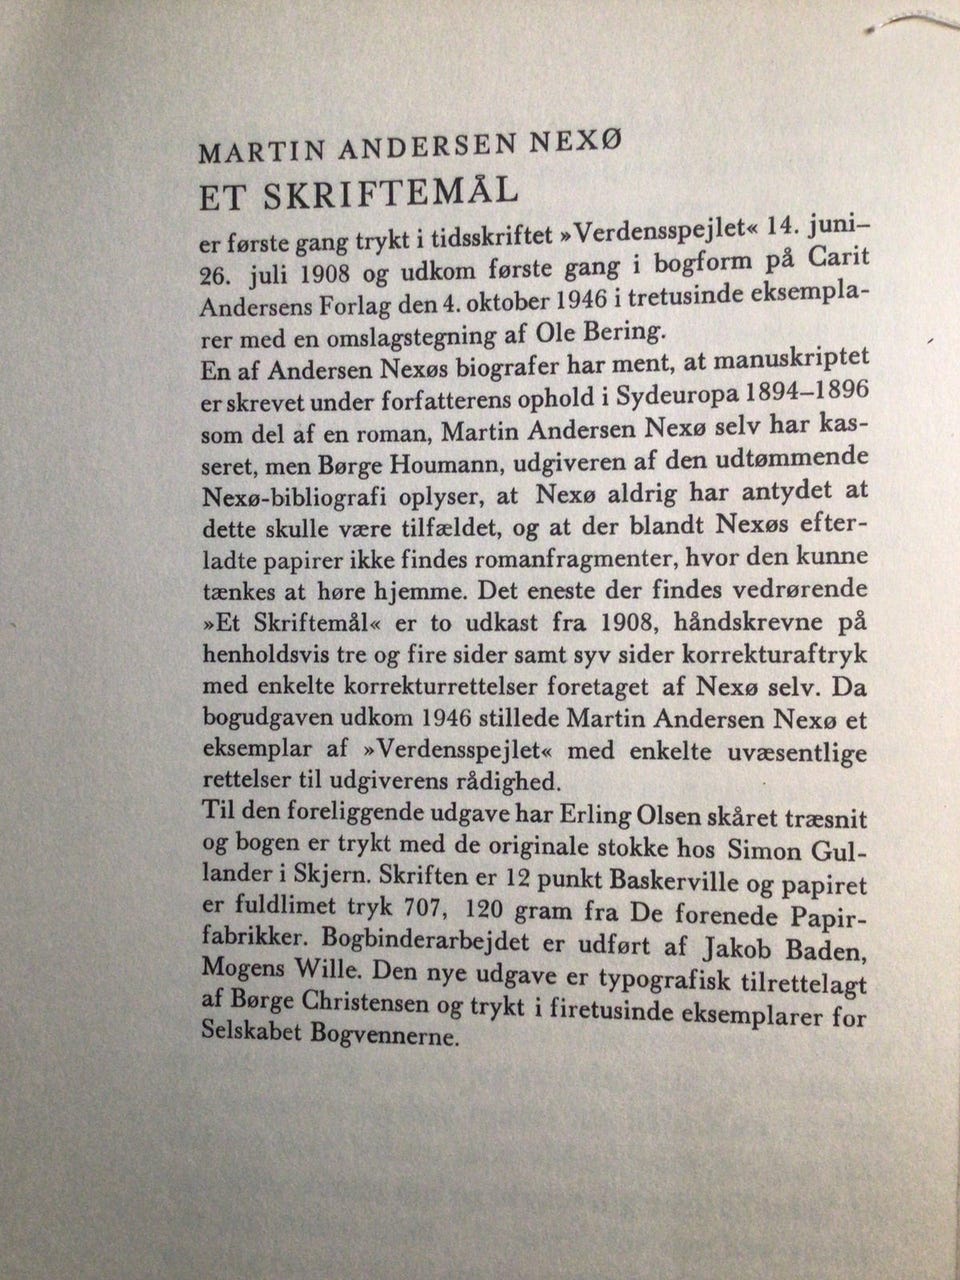 MARTIN ANDERSEN NEXØ
ET SKRIFTEMÅL
er første gang trykt i tidsskriftet »Verdensspejlet« 14. juni–
26. juli 1908 og udkom første gang i bogform på Carit
Andersens Forlag den 4. oktober 1946 i tretusinde eksempla-
rer med en omslagstegning af Ole Bering.
En af Andersen Nexøs biografer har ment, at manuskriptet
er skrevet under forfatterens ophold i Sydeuropa 1894–1896
som del af en roman, Martin Andersen Nexø selv har kas-
seret, men Børge Houmann, udgiveren af den udtømmende
Nexø-bibliografi oplyser, at Nexø aldrig har antydet at
dette skulle være tilfældet, og at der blandt Nexøs efter-
ladte papirer ikke findes romanfragmenter, hvor den kunne
tænkes at høre hjemme. Det eneste der findes vedrørende
»Et Skriftemål« er to udkast fra 1908, håndskrevne på
henholdsvis tre og fire sider samt syv sider korrekturaftryk
med enkelte korrekturrettelser foretaget af Nexø selv. Da
bogudgaven udkom 1946 stillede Martin Andersen Nexø et
eksemplar af »Verdensspejlet« med enkelte uvæsentlige
rettelser til udgiverens rådighed.
Til den foreliggende udgave har Erling Olsen skåret træsnit
og bogen er trykt med de originale stokke hos Simon Gul-
lander i Skjern. Skriften er 12 punkt Baskerville og papiret
er fuldlimet tryk 707, 120 gram fra De forenede Papir-
fabrikker. Bogbinderarbejdet er udført af Jakob Baden,
Mogens Wille. Den nye udgave er typografisk tilrettelagt
af Børge Christensen og trykt i firetusinde eksemplarer for
Selskabet Bogvennerne.